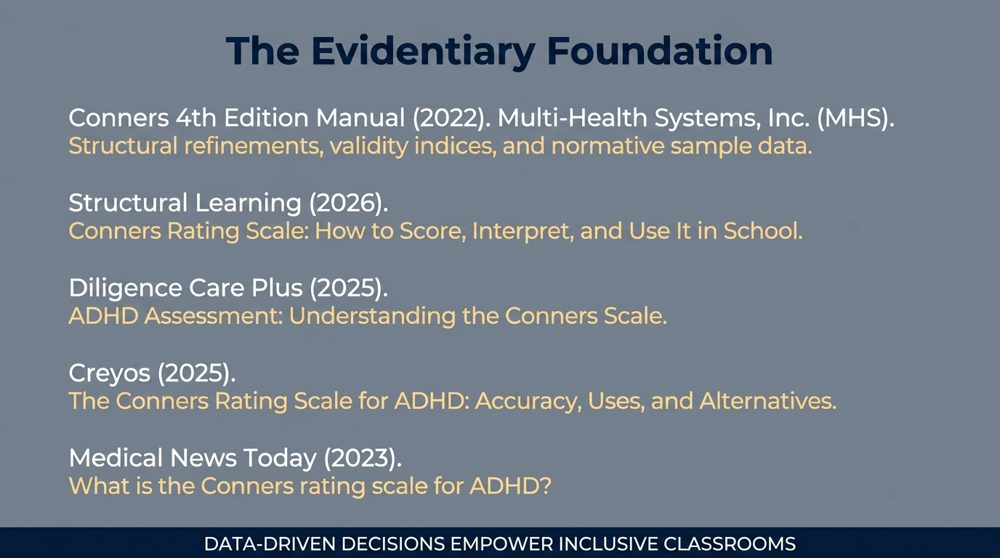 The Evidentiary Foundation
Conners 4th Edition Manual (2022). Multi-Health Systems, Inc. (MHS).
Structural refinements, validity indices, and normative sample data.
Structural Learning (2026).
Conners Rating Scale: How to Score, Interpret, and Use It in School.
Diligence Care Plus (2025).
ADHD Assessment: Understanding the Conners Scale.
Creyos (2025).
The Conners Rating Scale for ADHD: Accuracy, Uses, and Alternatives.
Medical News Today (2023).
What is the Conners rating scale for ADHD?
DATA-DRIVEN DECISIONS EMPOWER INCLUSIVE CLASSROOMS